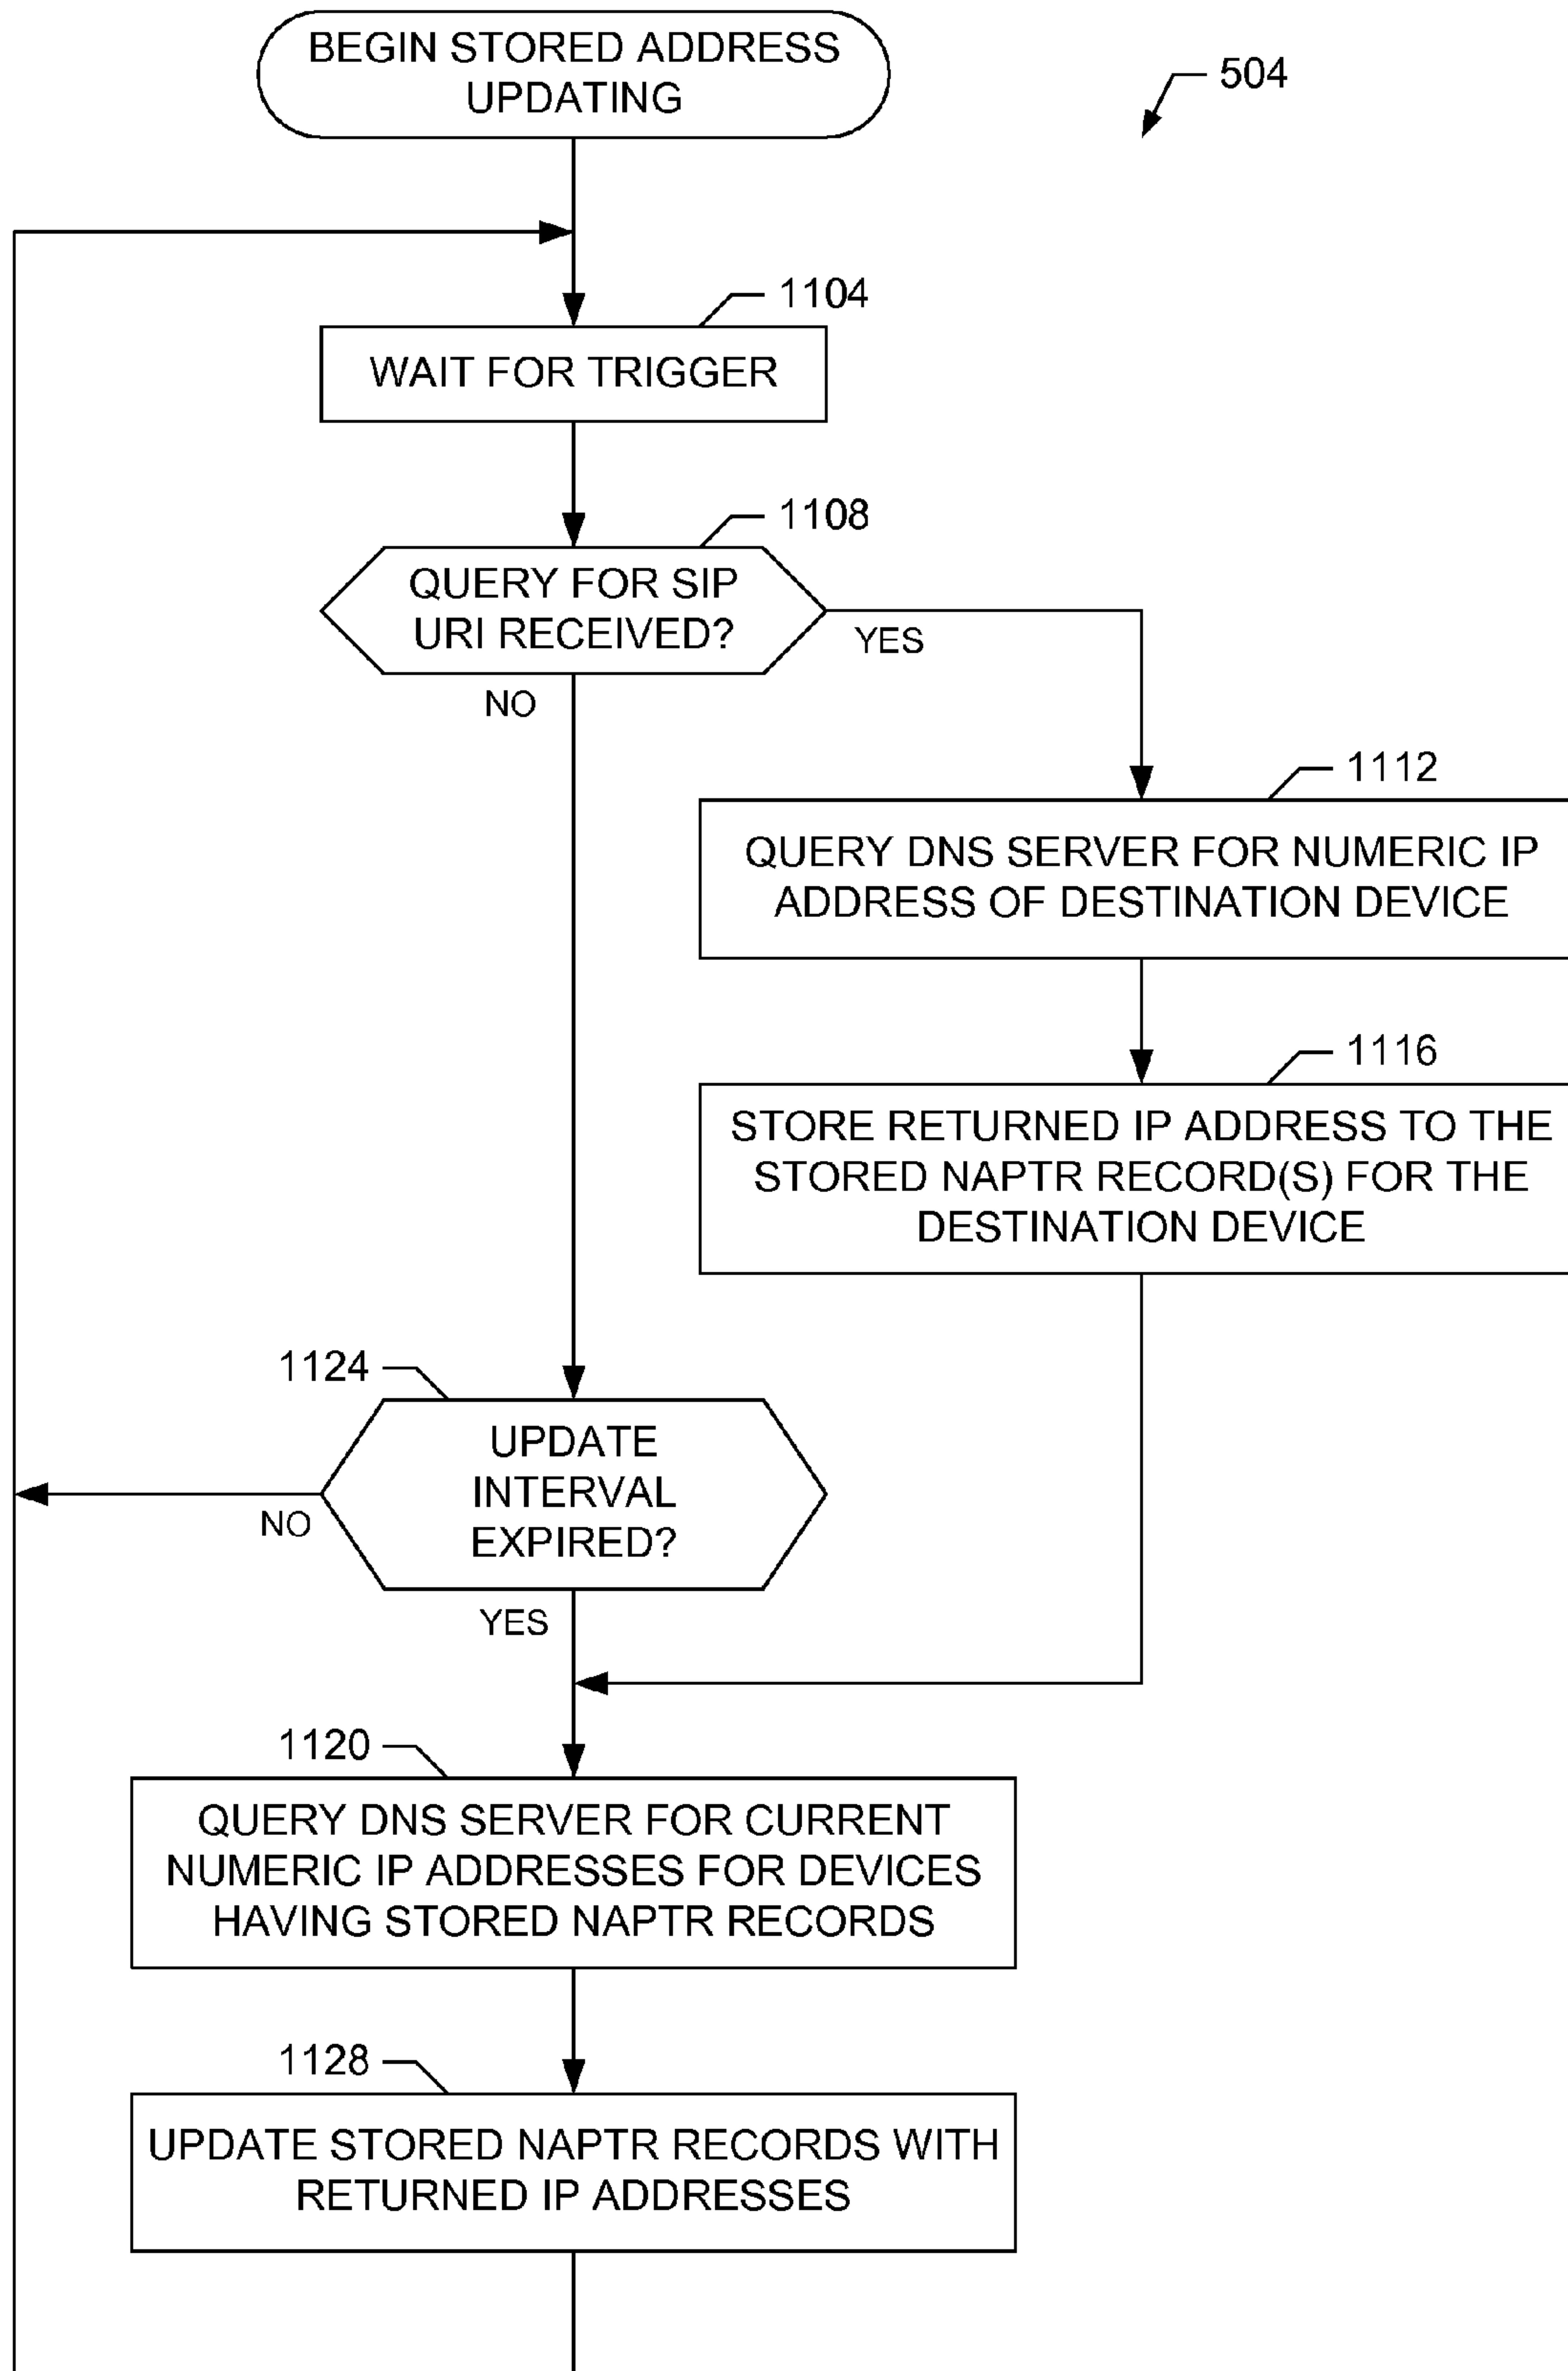 BEGIN STORED ADDRESS
UPDATING
504
1104
WAIT FOR TRIGGER
1108
QUERY FOR SIP
URI RECEIVED?
YES
NO
1112
QUERY DNS SERVER FOR NUMERIC IP
ADDRESS OF DESTINATION DEVICE
1116
STORE RETURNED IP ADDRESS TO THE
STORED NAPTR RECORD(S) FOR THE
DESTINATION DEVICE
1124
UPDATE
INTERVAL
EXPIRED?
NO
YES
1120
QUERY DNS SERVER FOR CURRENT
NUMERIC IP ADDRESSES FOR DEVICES
HAVING STORED NAPTR RECORDS
1128
UPDATE STORED NAPTR RECORDS WITH
RETURNED IP ADDRESSES